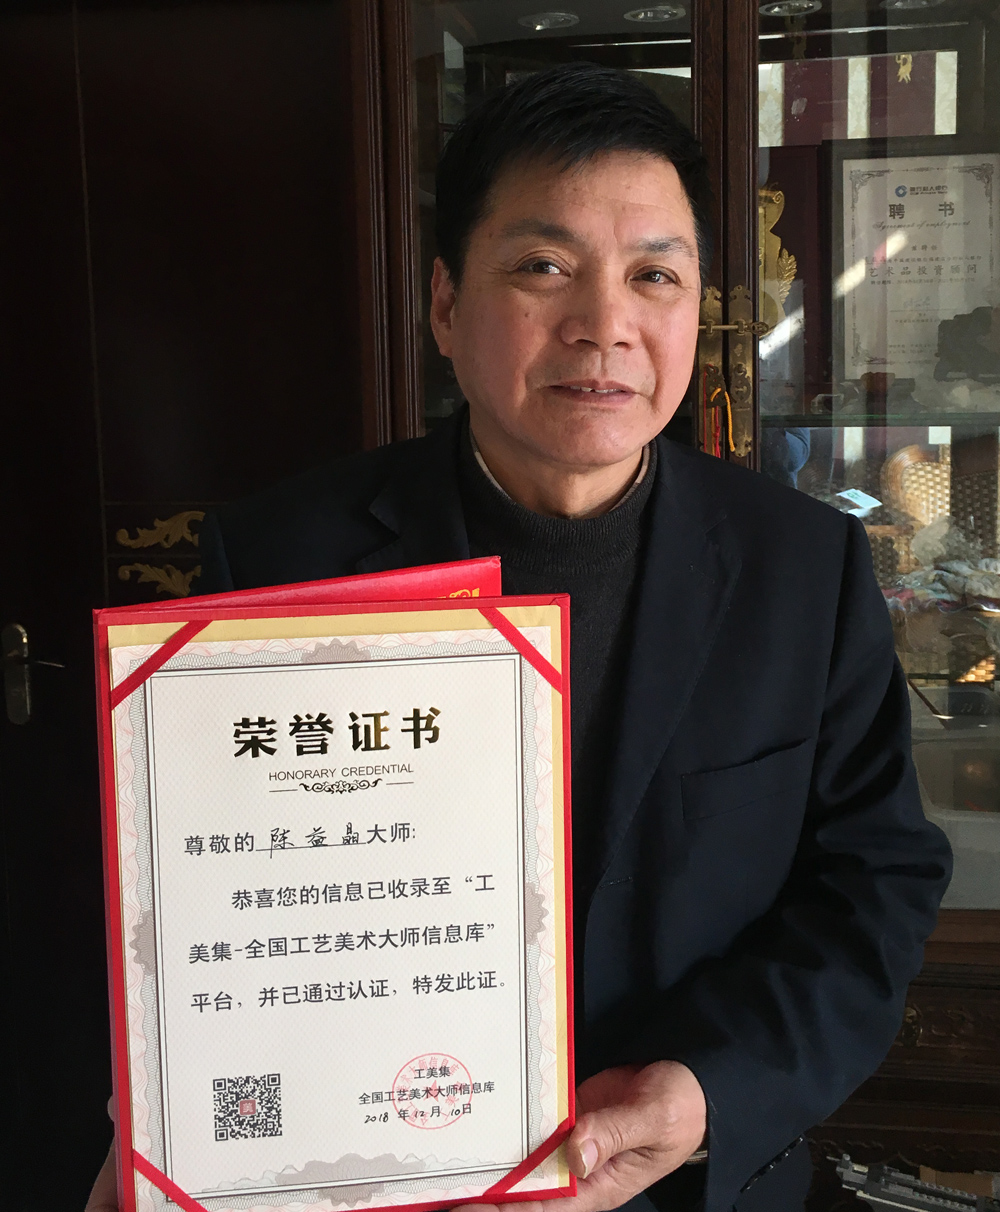 聘 书
Agreement of employment
艺术品投资顾问
荣誉证书
HONORARY CREDENTIAL
尊敬的 陈益晶 大师:
恭喜您的信息已收录至“工
美集-全国工艺美术大师信息库”
平台，并已通过认证，特发此证。
工美集
全国工艺美术大师信息库
2018 年 12 月 10 日